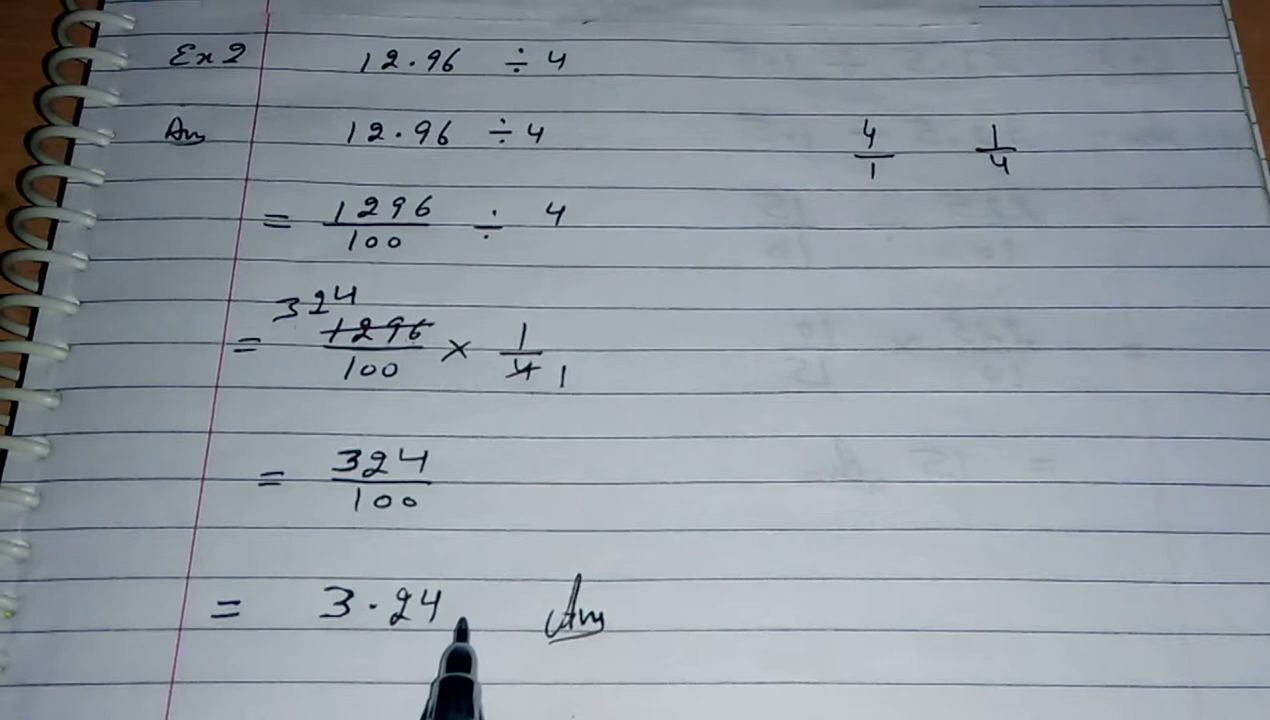 Ex 2 12.96 ÷ 4
Ans 12.96 ÷ 4
4/1 1/4
= 1296/100 ÷ 4
324
= 1296/100 × 1/4 1
= 324/100
= 3.24 Ans